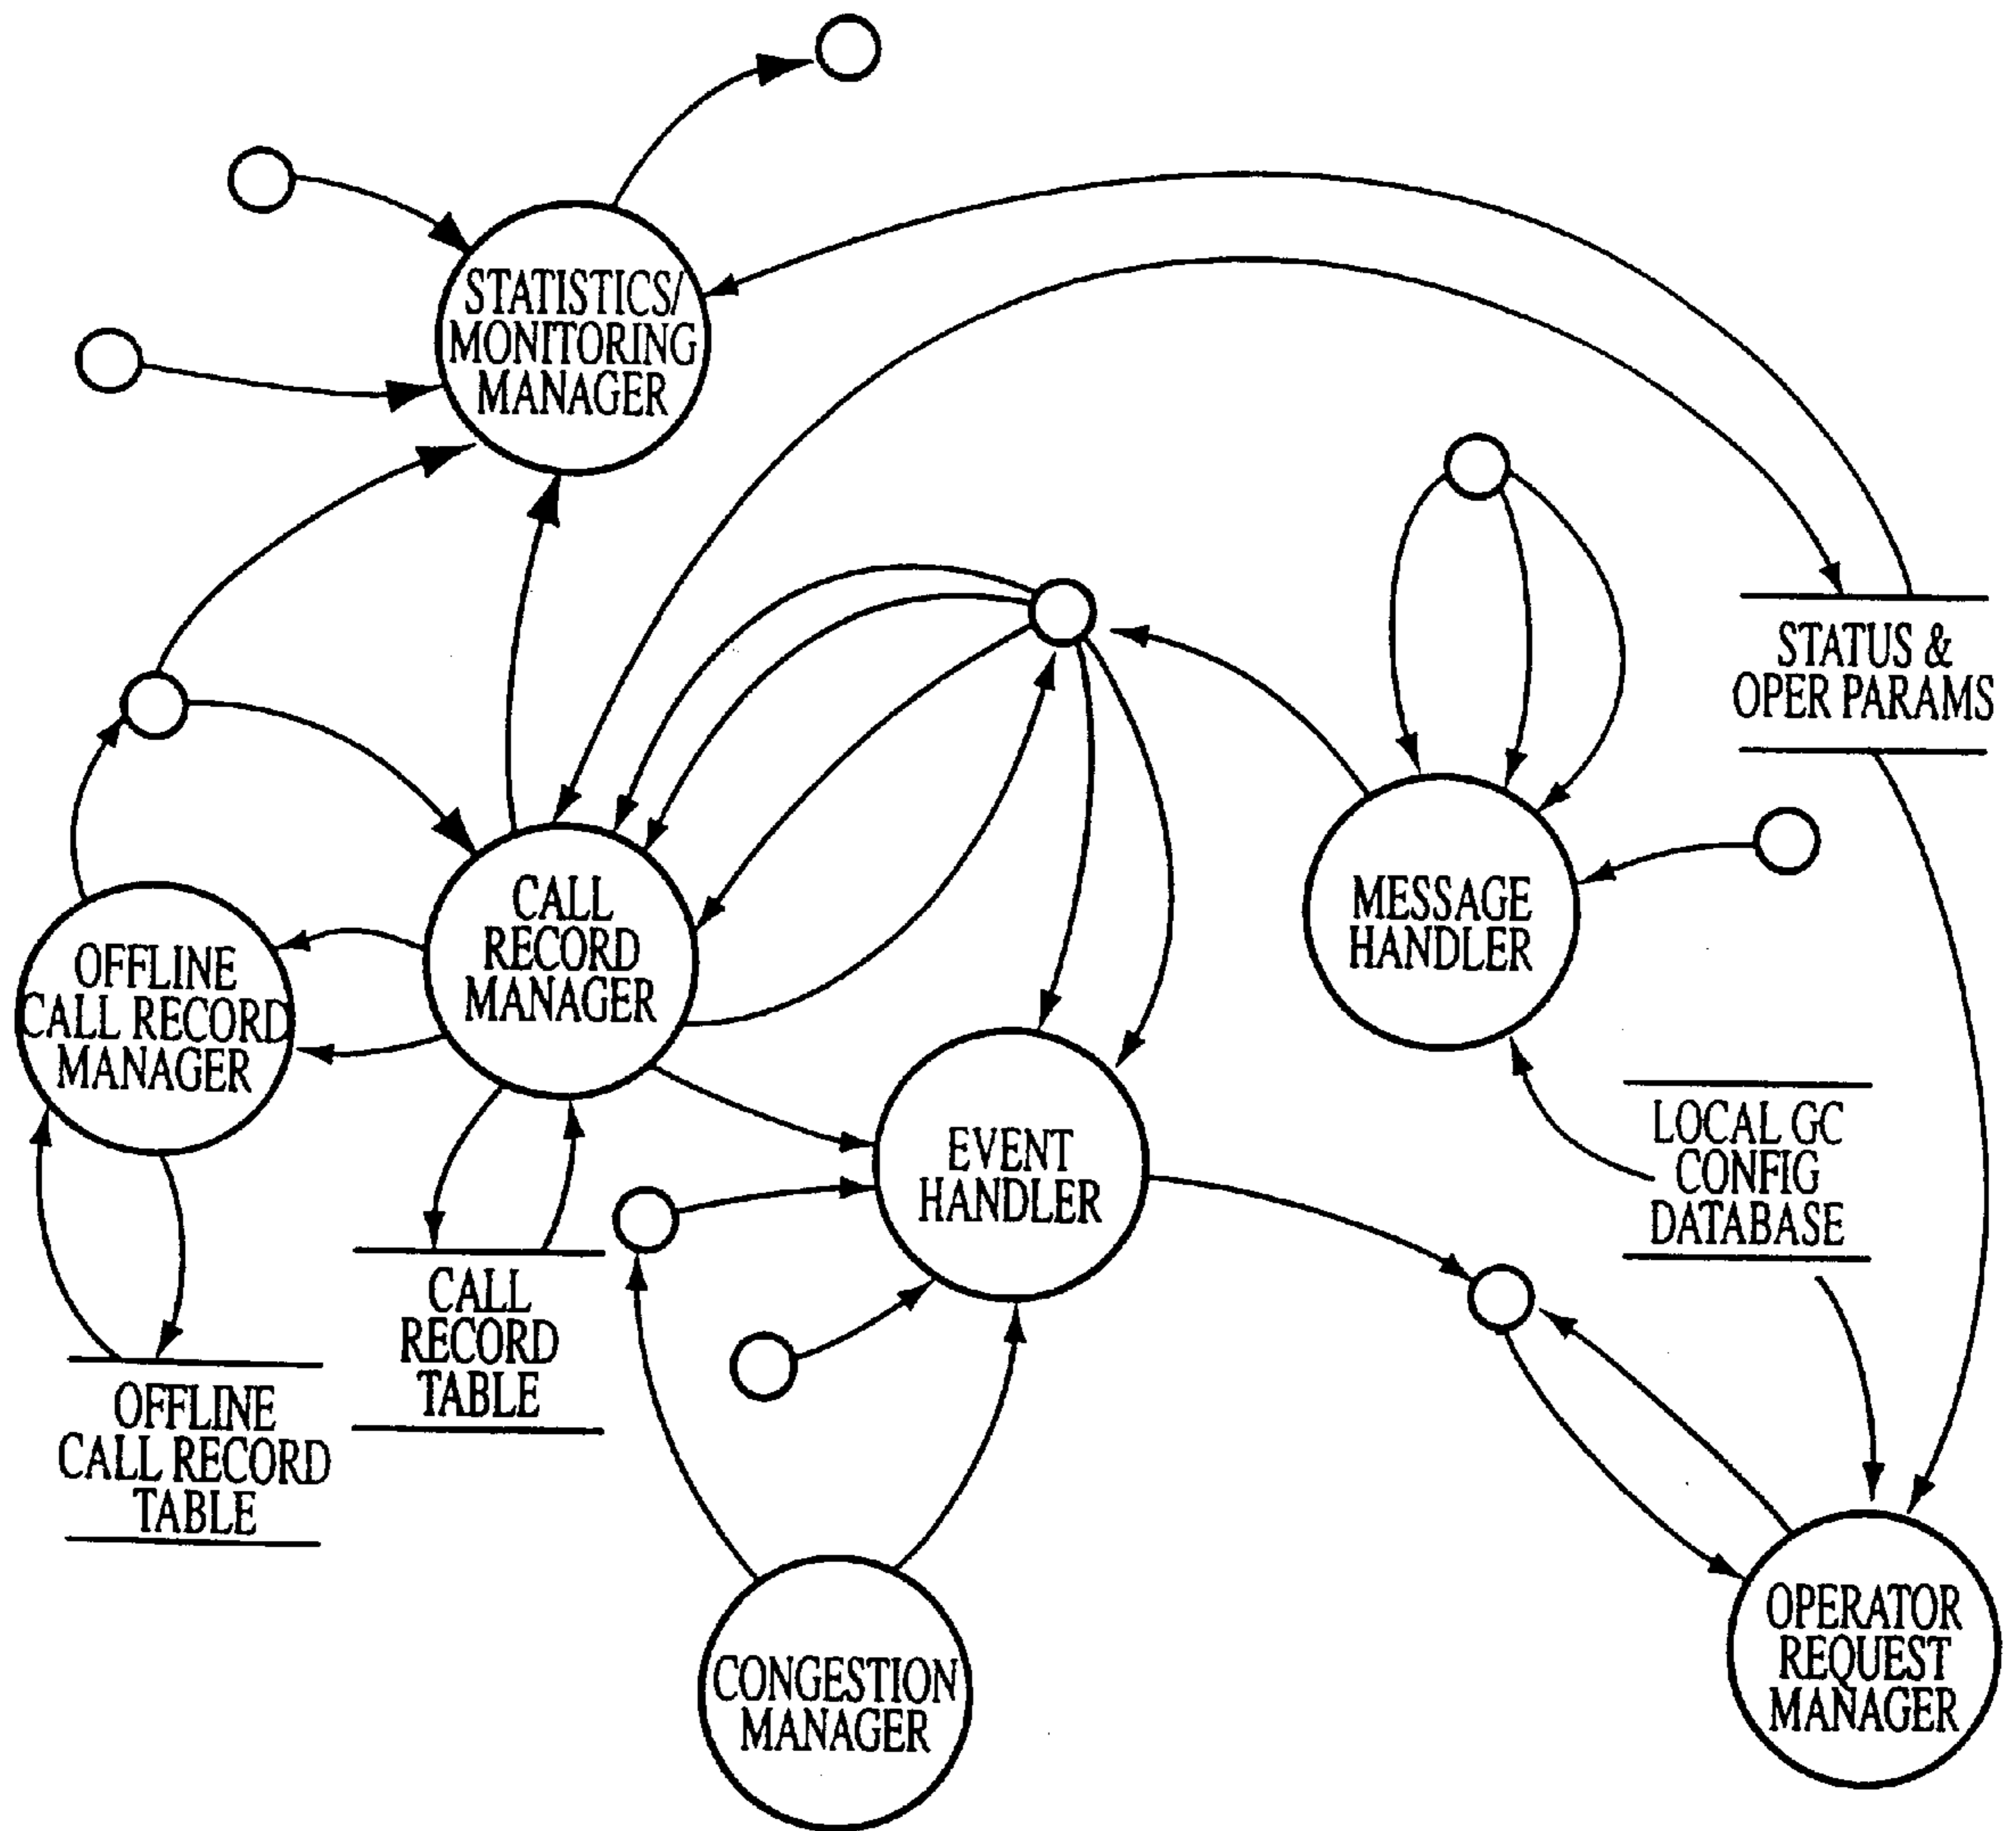 STATISTICS/
MONITORING
MANAGER
STATUS &
OPER PARAMS
CALL
RECORD
MANAGER
MESSAGE
HANDLER
OFFLINE
CALL RECORD
MANAGER
EVENT
HANDLER
LOCAL GC
CONFIG
DATABASE
CALL
RECORD
TABLE
OFFLINE
CALL RECORD
TABLE
CONGESTION
MANAGER
OPERATOR
REQUEST
MANAGER